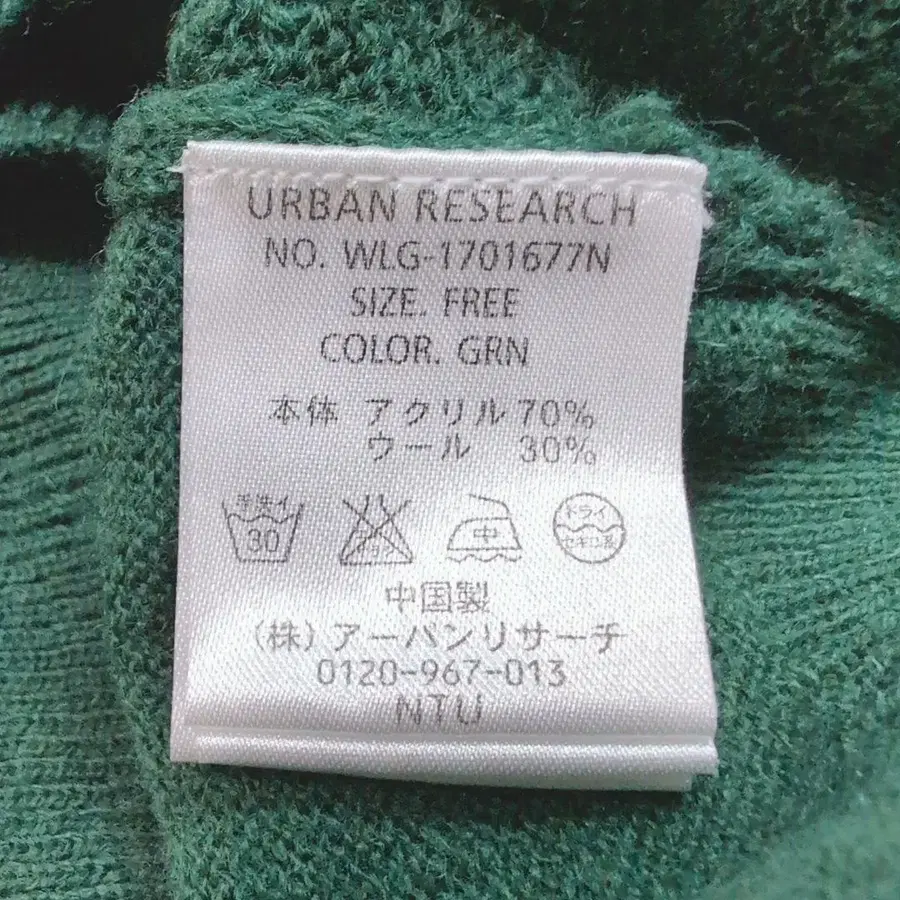 URBAN RESEARCH
NO. WLG-1701677N
SIZE. FREE
COLOR. GRN
本体 アクリル 70%
ウール 30%
手洗イ 30
中
ドライ
セキユ系
中国製
(株) アーバンリサーチ
0120-967-013
NTU